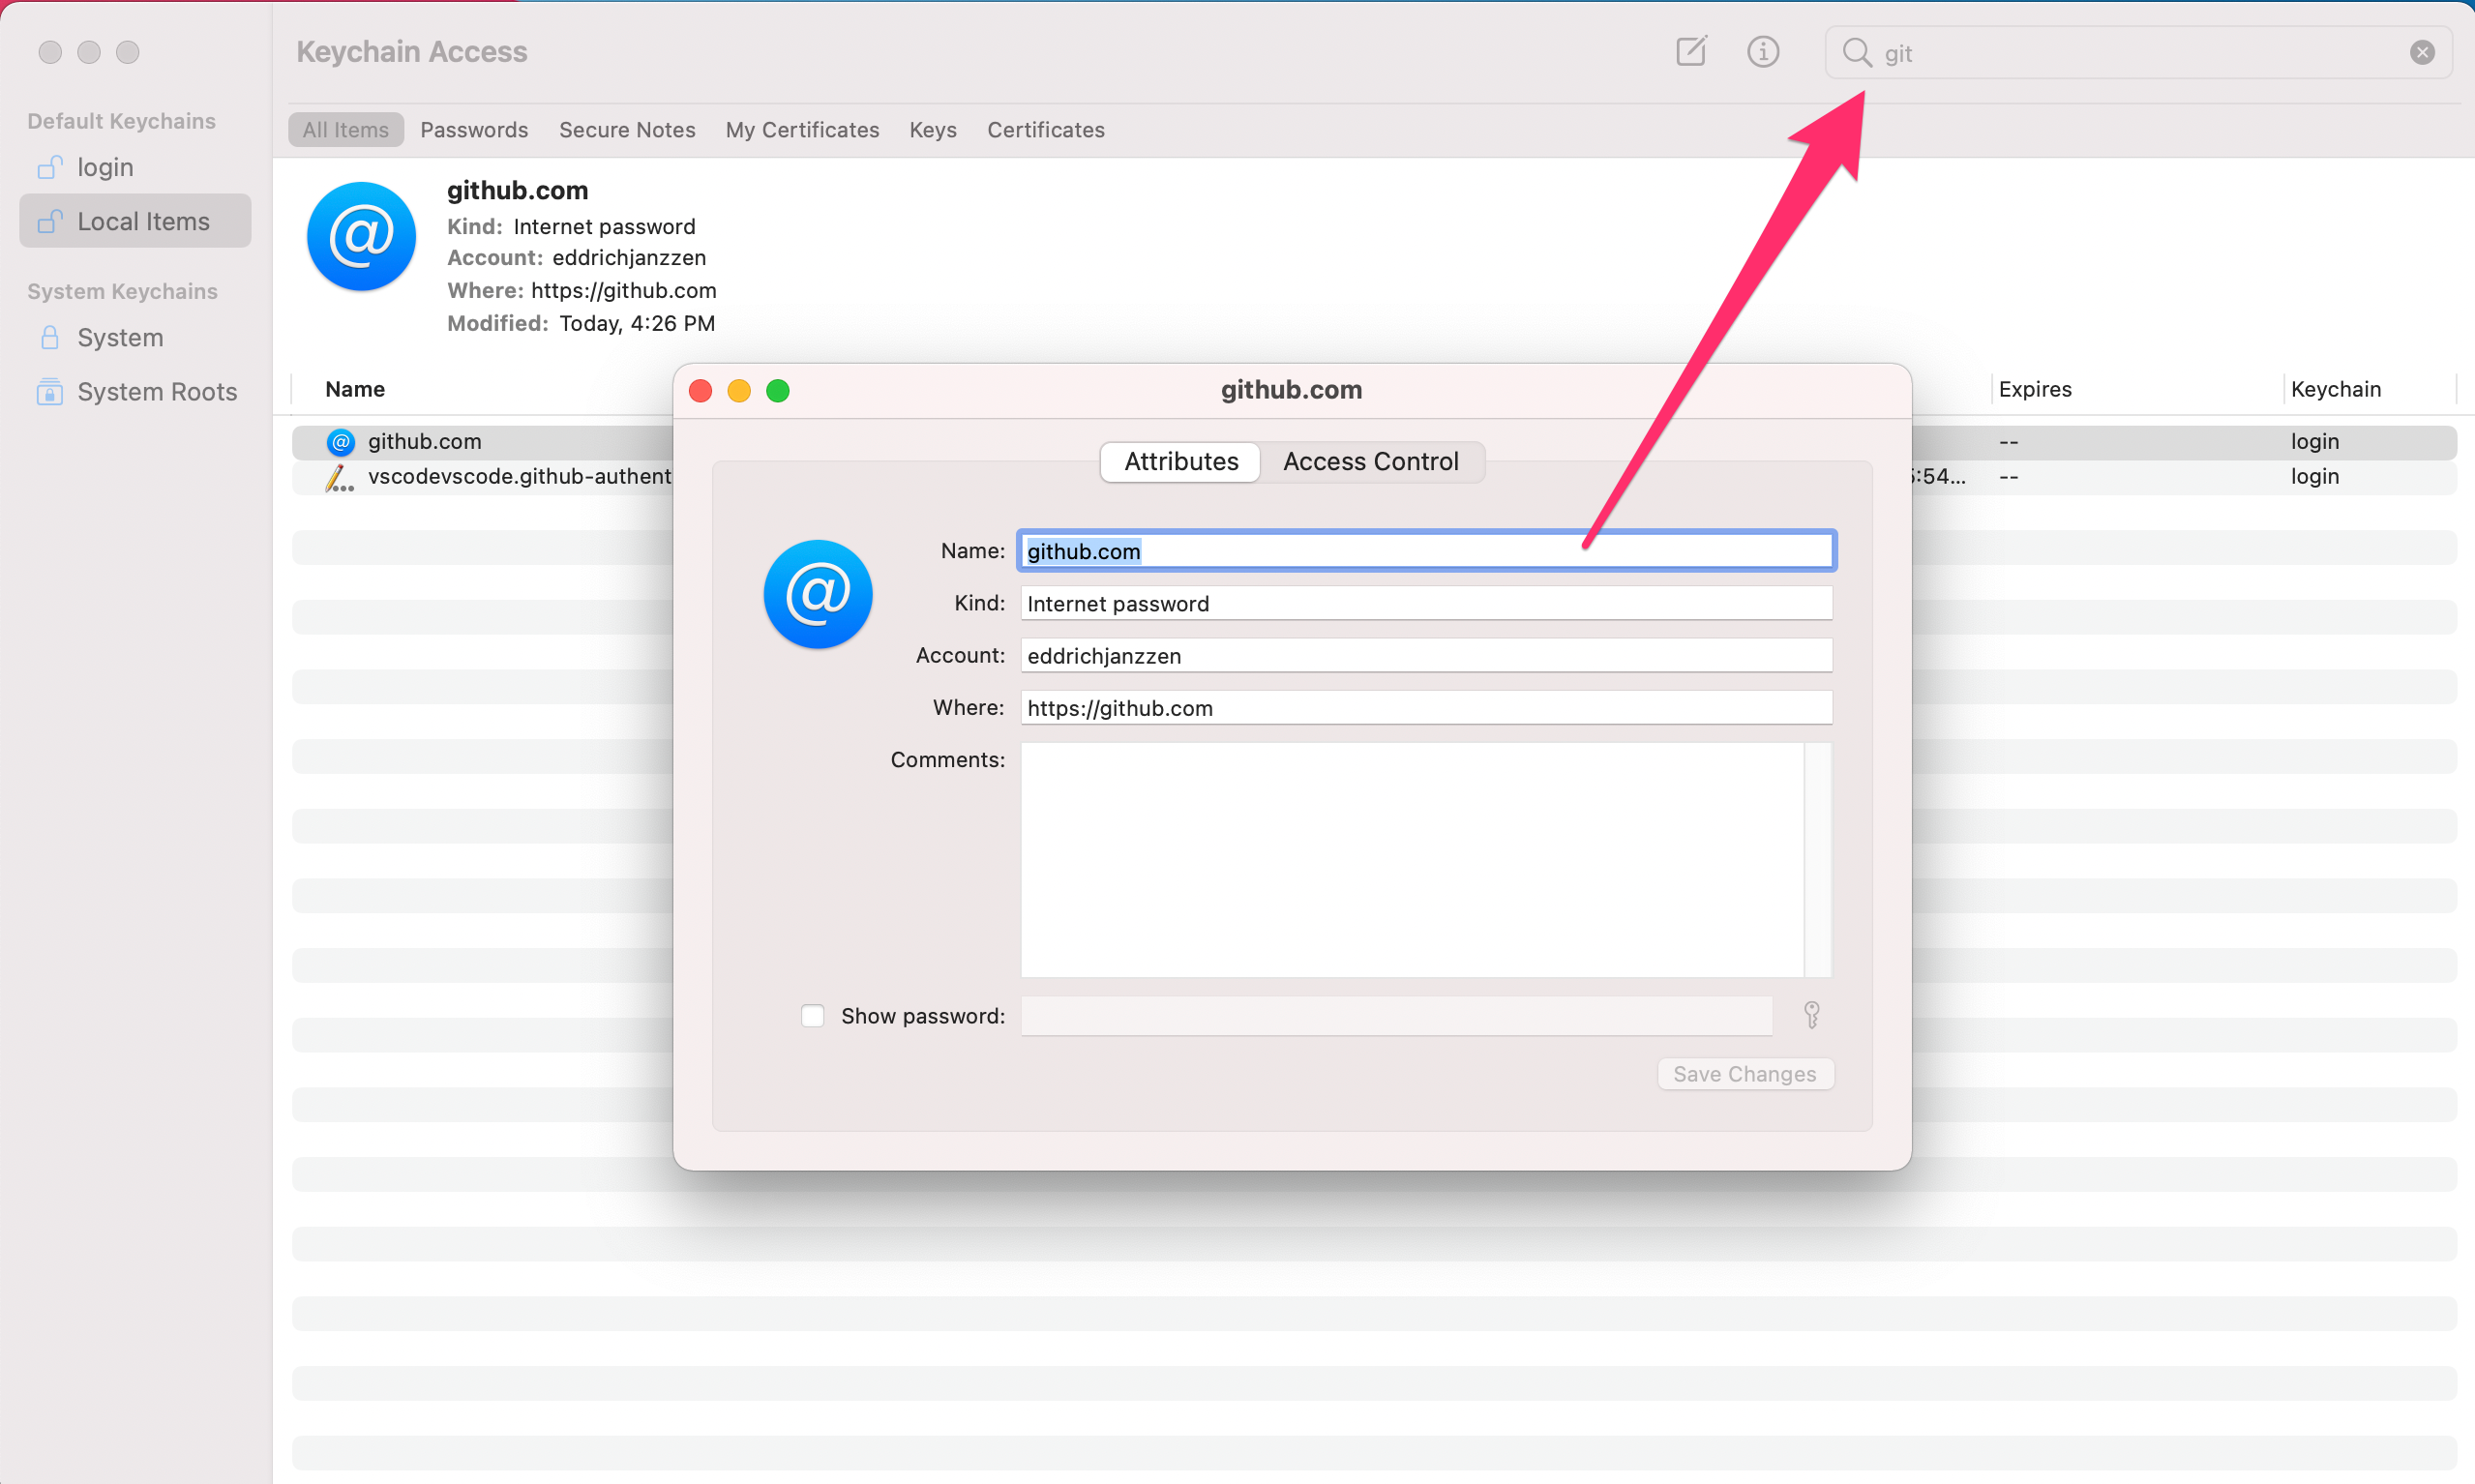 Keychain Access
git
Default Keychains
login
Local Items
System Keychains
System
System Roots
All Items Passwords Secure Notes My Certificates Keys Certificates
github.com
Kind: Internet password
Account: eddrichjanzzen
Where: https://github.com
Modified: Today, 4:26 PM
Name Expires Keychain
github.com -- login
vscodevscode.github-authent 5:54... -- login
github.com
Attributes Access Control
Name: github.com
Kind: Internet password
Account: eddrichjanzzen
Where: https://github.com
Comments:
Show password:
Save Changes